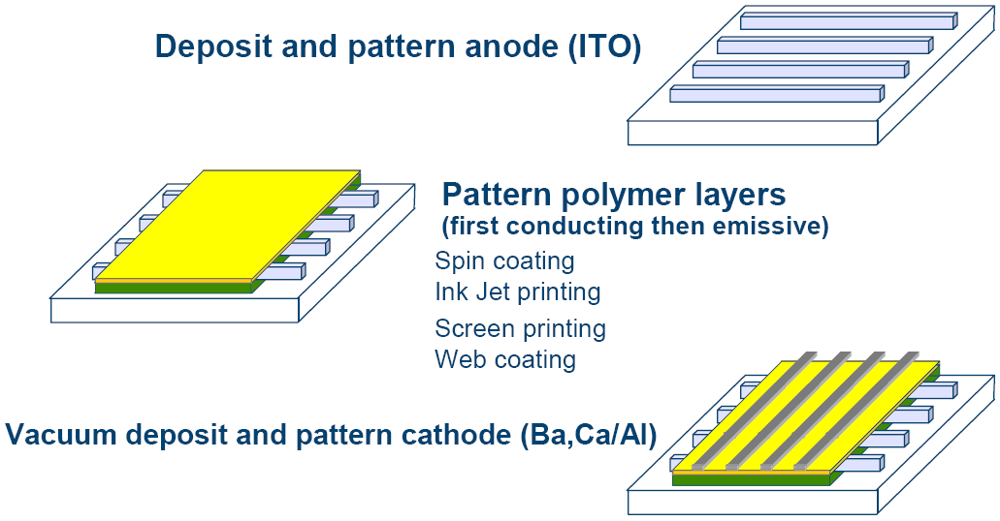 Deposit and pattern anode (ITO)
Pattern polymer layers
(first conducting then emissive)
Spin coating
Ink Jet printing
Screen printing
Web coating
Vacuum deposit and pattern cathode (Ba,Ca/Al)